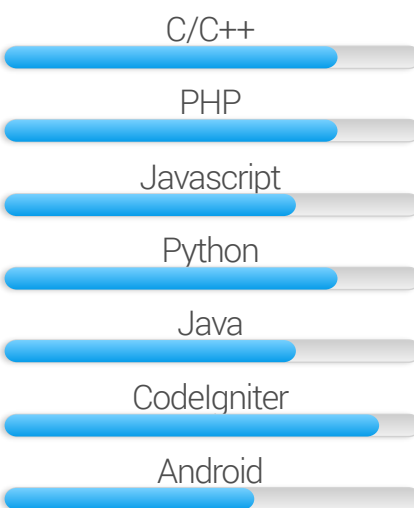 C/C++
PHP
Javascript
Python
Java
CodeIgniter
Android